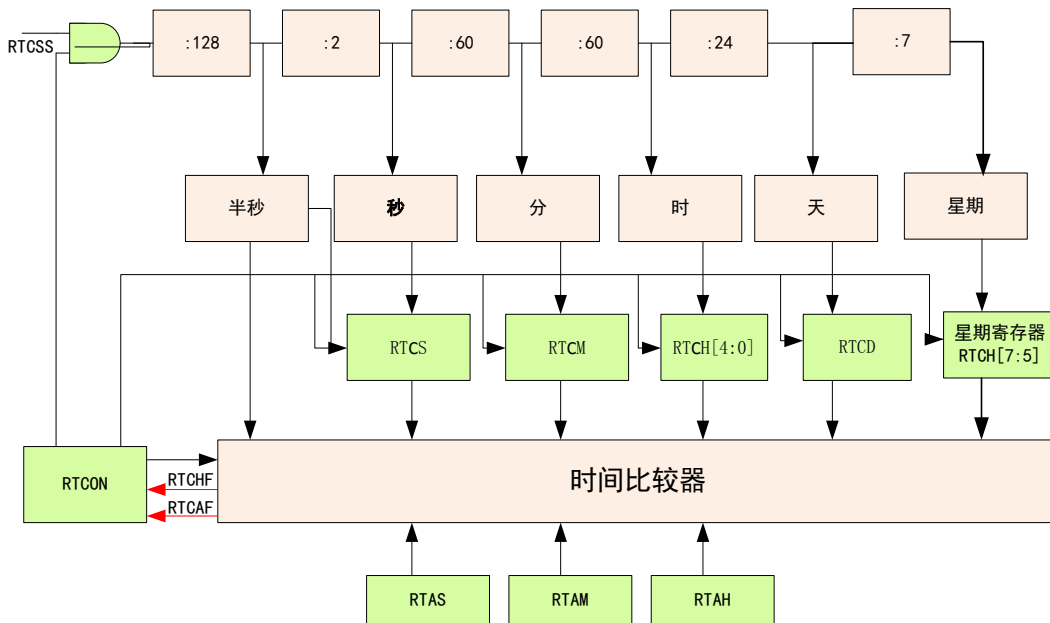 RTCSS
:128
:2
:60
:60
:24
:7
半秒
秒
分
时
天
星期
RTCS
RTCM
RTCH[4:0]
RTCD
星期寄存器
RTCH[7:5]
RTCON
RTCHF
RTCAF
时间比较器
RTAS
RTAM
RTAH